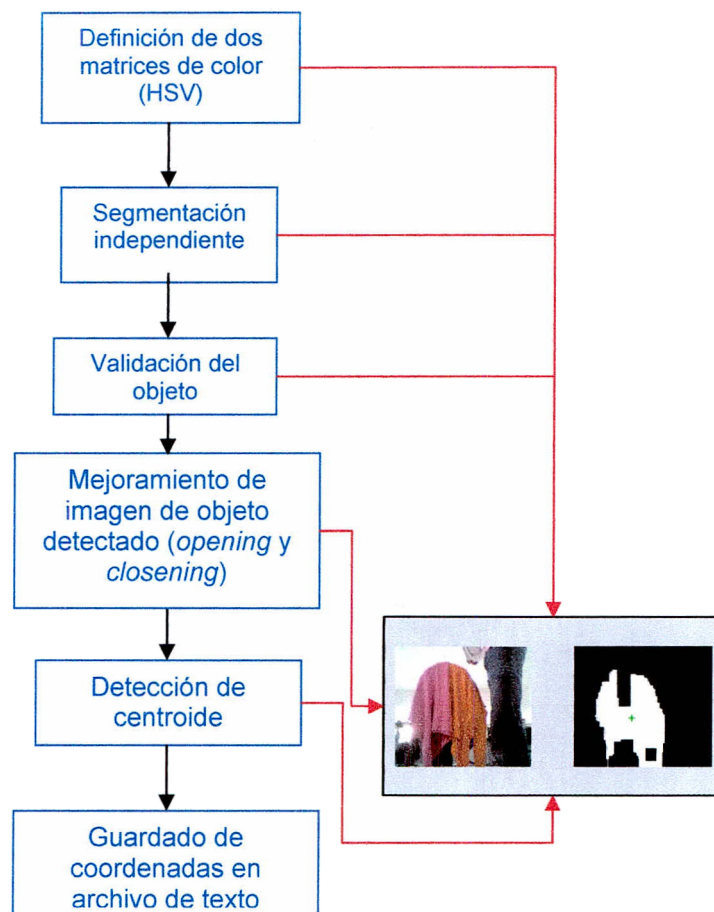 Definición de dos
matrices de color
(HSV)
Segmentación
independiente
Validación del
objeto
Mejoramiento de
imagen de objeto
detectado (opening y
closening)
Detección de
centroide
Guardado de
coordenadas en
archivo de texto